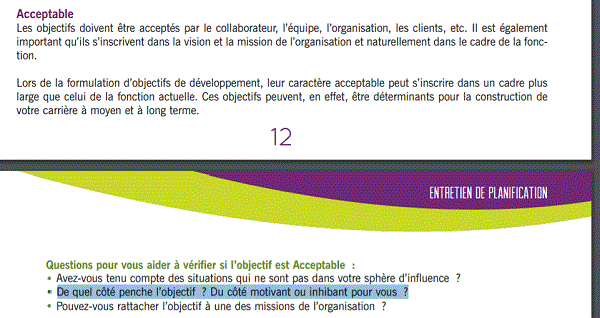 Acceptable
Les objectifs doivent être acceptés par le collaborateur, l'équipe, l'organisation, les clients, etc. Il est également
important qu'ils s'inscrivent dans la vision et la mission de l'organisation et naturellement dans le cadre de la fonc-
tion.
Lors de la formulation d'objectifs de développement, leur caractère acceptable peut s'inscrire dans un cadre plus
large que celui de la fonction actuelle. Ces objectifs peuvent, en effet, être déterminants pour la construction de
votre carrière à moyen et à long terme.
12
ENTRETIEN DE PLANIFICATION
Questions pour vous aider à vérifier si l'objectif est Acceptable :
• Avez-vous tenu compte des situations qui ne sont pas dans votre sphère d'influence ?
• De quel côté penche l'objectif ? Du côté motivant ou inhibant pour vous ?
• Pouvez-vous rattacher l'objectif à une des missions de l'organisation ?